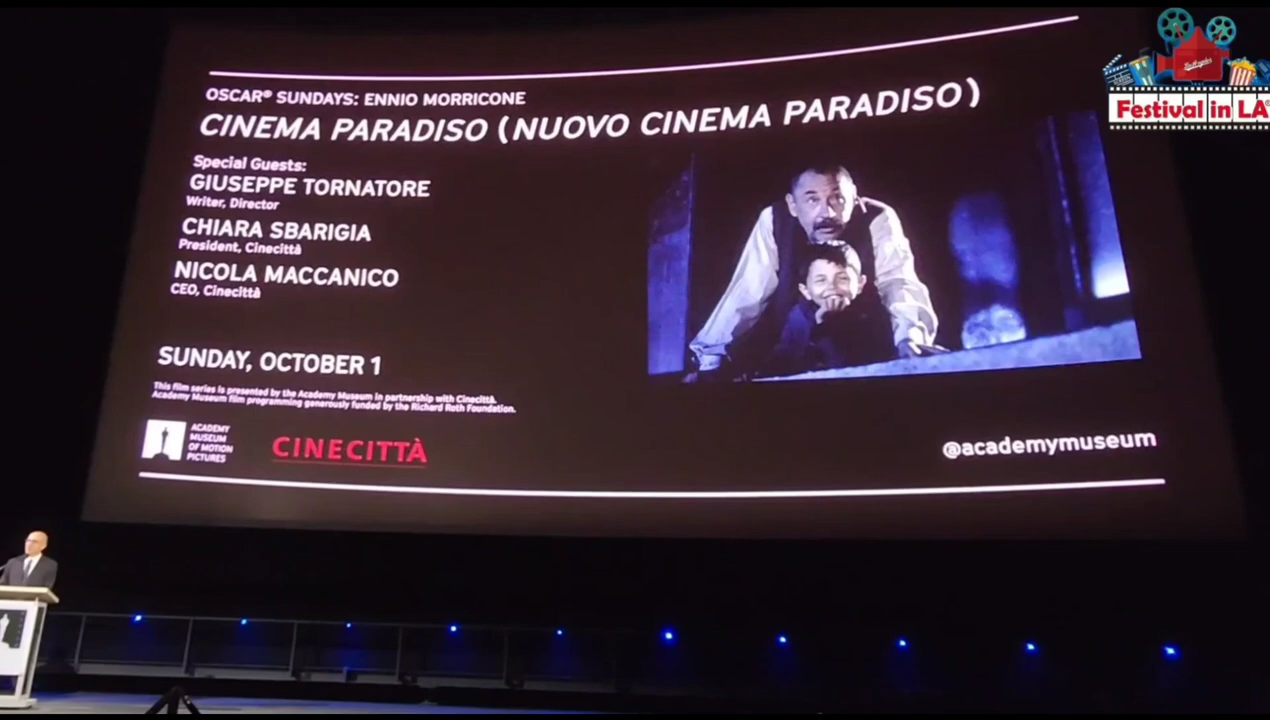 Festival in LA
OSCAR® SUNDAYS: ENNIO MORRICONE
CINEMA PARADISO (NUOVO CINEMA PARADISO)
Special Guests:
GIUSEPPE TORNATORE
Writer, Director
CHIARA SBARIGIA
President, Cinecittà
NICOLA MACCANICO
CEO, Cinecittà
SUNDAY, OCTOBER 1
This film series is presented by the Academy Museum in partnership with Cinecittà.
Academy Museum film programming generously funded by the Richard Roth Foundation.
ACADEMY
MUSEUM
OF MOTION
PICTURES
CINECITTÀ
@academymuseum